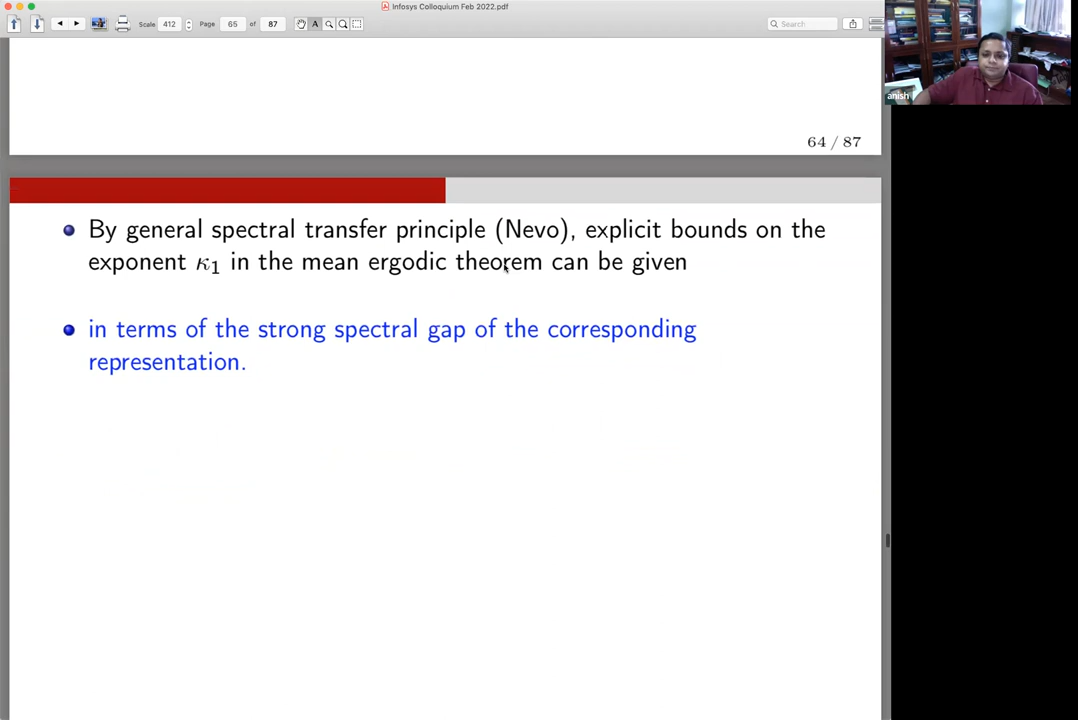 Infosys Colloquium Feb 2022.pdf
Scale 412 Page 65 of 87 Search
anish
64 / 87
By general spectral transfer principle (Nevo), explicit bounds on the
exponent κ1 in the mean ergodic theorem can be given
in terms of the strong spectral gap of the corresponding
representation.